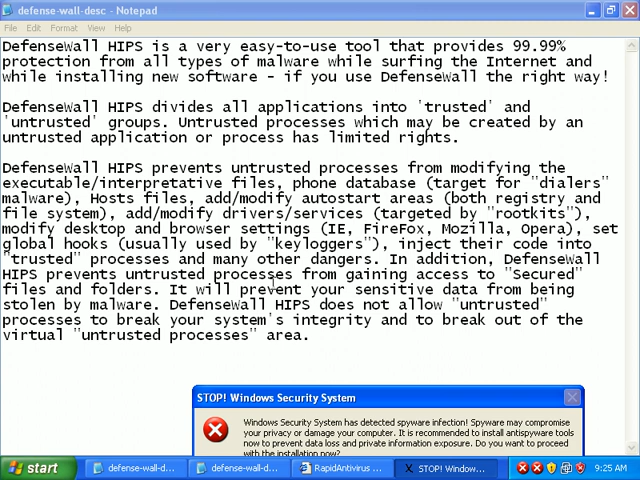 defense-wall-desc - Notepad
File Edit Format View Help
DefenseWall HIPS is a very easy-to-use tool that provides 99.99%
protection from all types of malware while surfing the Internet and
while installing new software - if you use DefenseWall the right way!
DefenseWall HIPS divides all applications into 'trusted' and
'untrusted' groups. Untrusted processes which may be created by an
untrusted application or process has limited rights.
DefenseWall HIPS prevents untrusted processes from modifying the
executable/interpretative files, phone database (target for "dialers"
malware), Hosts files, add/modify autostart areas (both registry and
file system), add/modify drivers/services (targeted by "rootkits"),
modify desktop and browser settings (IE, FireFox, Mozilla, Opera), set
global hooks (usually used by "keyloggers"), inject their code into
"trusted" processes and many other dangers. In addition, DefenseWall
HIPS prevents untrusted processes from gaining access to "Secured"
files and folders. It will prevent your sensitive data from being
stolen by malware. DefenseWall HIPS does not allow "untrusted"
processes to break your system's integrity and to break out of the
virtual "untrusted processes" area.
STOP! Windows Security System
Windows Security System has detected spyware infection! Spyware may compromise
your privacy or damage your computer. It is recommended to install antispyware tools
now to prevent data loss and private information exposure. Do you want to proceed
with the installation now?
start defense-wall-d... defense-wall-d... RapidAntivirus ... STOP! Window... 9:25 AM